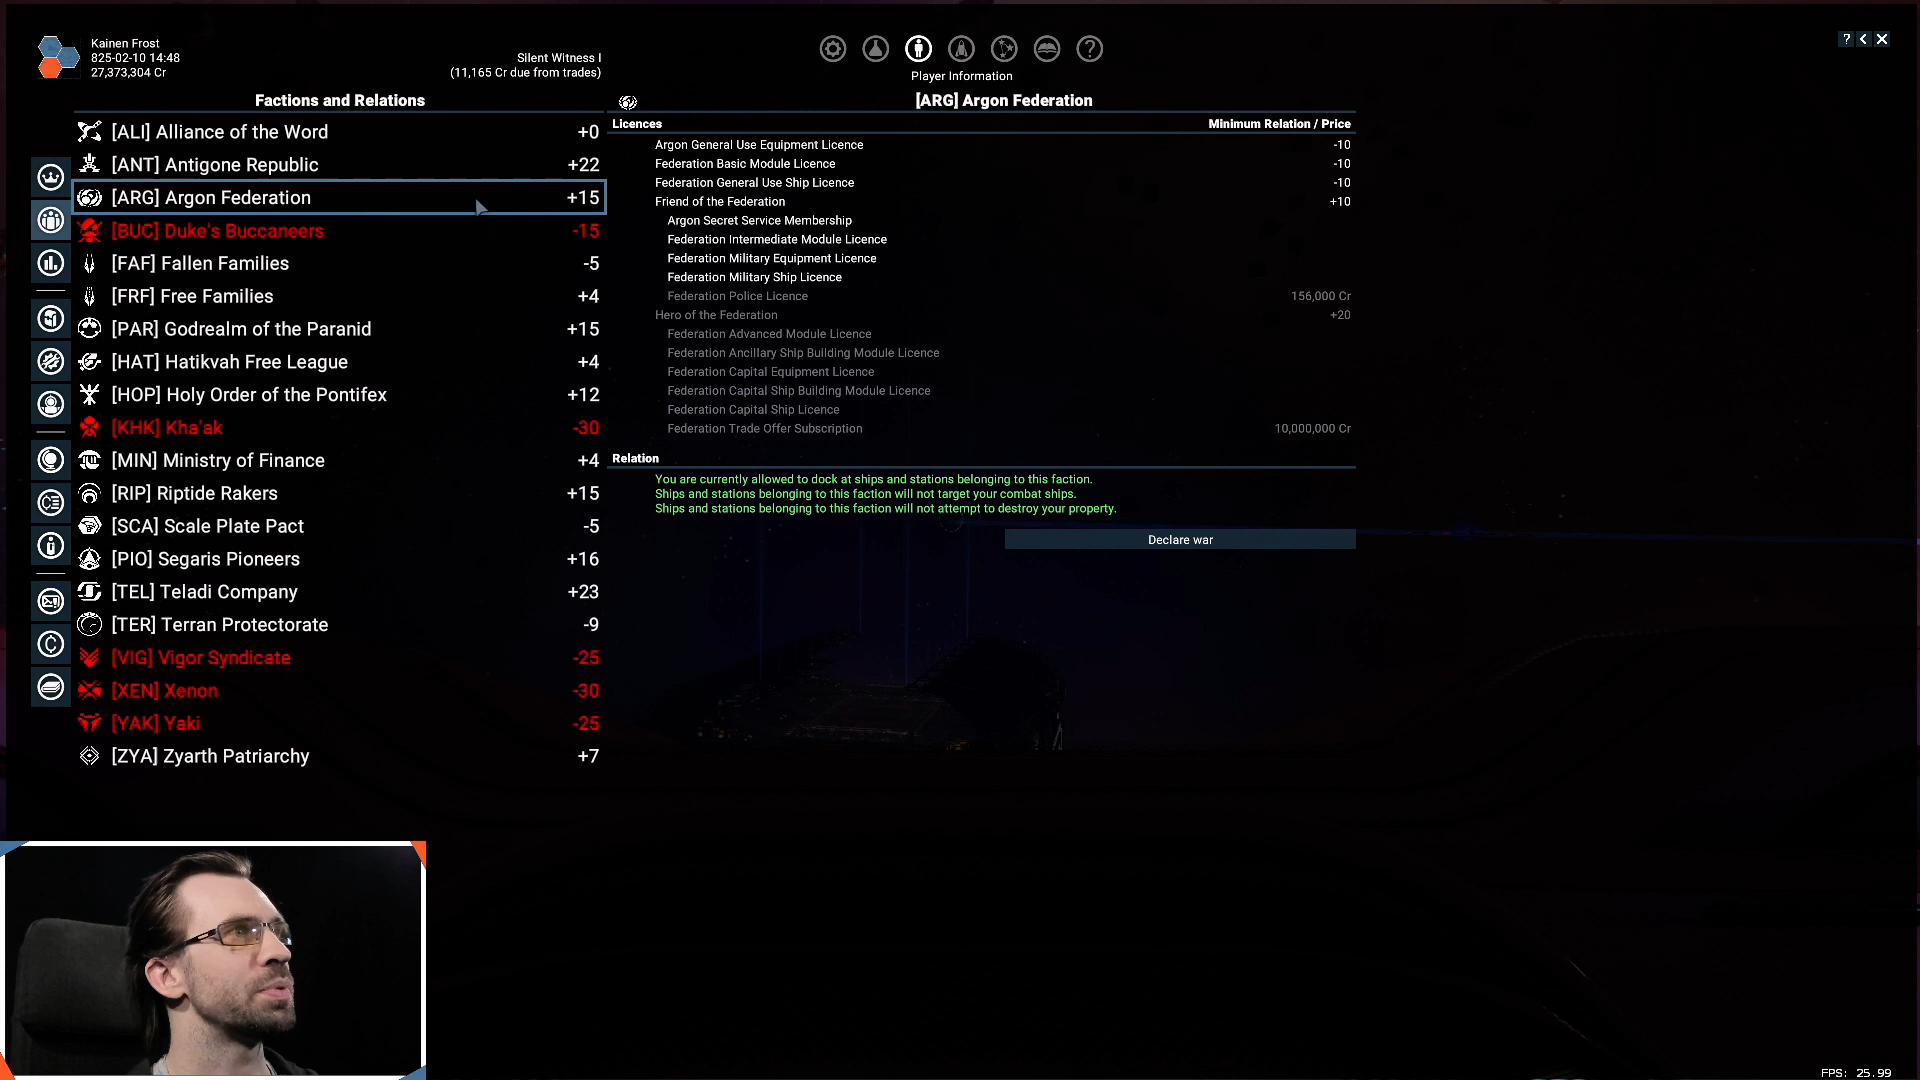 Kainen Frost
825-02-10 14:48
27,373,304 Cr
Silent Witness I
(11,165 Cr due from trades)
Player Information
? < X
Factions and Relations
[ALI] Alliance of the Word +0
[ANT] Antigone Republic +22
[ARG] Argon Federation +15
[BUC] Duke's Buccaneers -15
[FAF] Fallen Families -5
[FRF] Free Families +4
[PAR] Godrealm of the Paranid +15
[HAT] Hatikvah Free League +4
[HOP] Holy Order of the Pontifex +12
[KHK] Kha'ak -30
[MIN] Ministry of Finance +4
[RIP] Riptide Rakers +15
[SCA] Scale Plate Pact -5
[PIO] Segaris Pioneers +16
[TEL] Teladi Company +23
[TER] Terran Protectorate -9
[VIG] Vigor Syndicate -25
[XEN] Xenon -30
[YAK] Yaki -25
[ZYA] Zyarth Patriarchy +7
[ARG] Argon Federation
Licences Minimum Relation / Price
Argon General Use Equipment Licence -10
Federation Basic Module Licence -10
Federation General Use Ship Licence -10
Friend of the Federation +10
Argon Secret Service Membership
Federation Intermediate Module Licence
Federation Military Equipment Licence
Federation Military Ship Licence
Federation Police Licence 156,000 Cr
Hero of the Federation +20
Federation Advanced Module Licence
Federation Ancillary Ship Building Module Licence
Federation Capital Equipment Licence
Federation Capital Ship Building Module Licence
Federation Capital Ship Licence
Federation Trade Offer Subscription 10,000,000 Cr
Relation
You are currently allowed to dock at ships and stations belonging to this faction.
Ships and stations belonging to this faction will not target your combat ships.
Ships and stations belonging to this faction will not attempt to destroy your property.
Declare war
FPS: 25.99